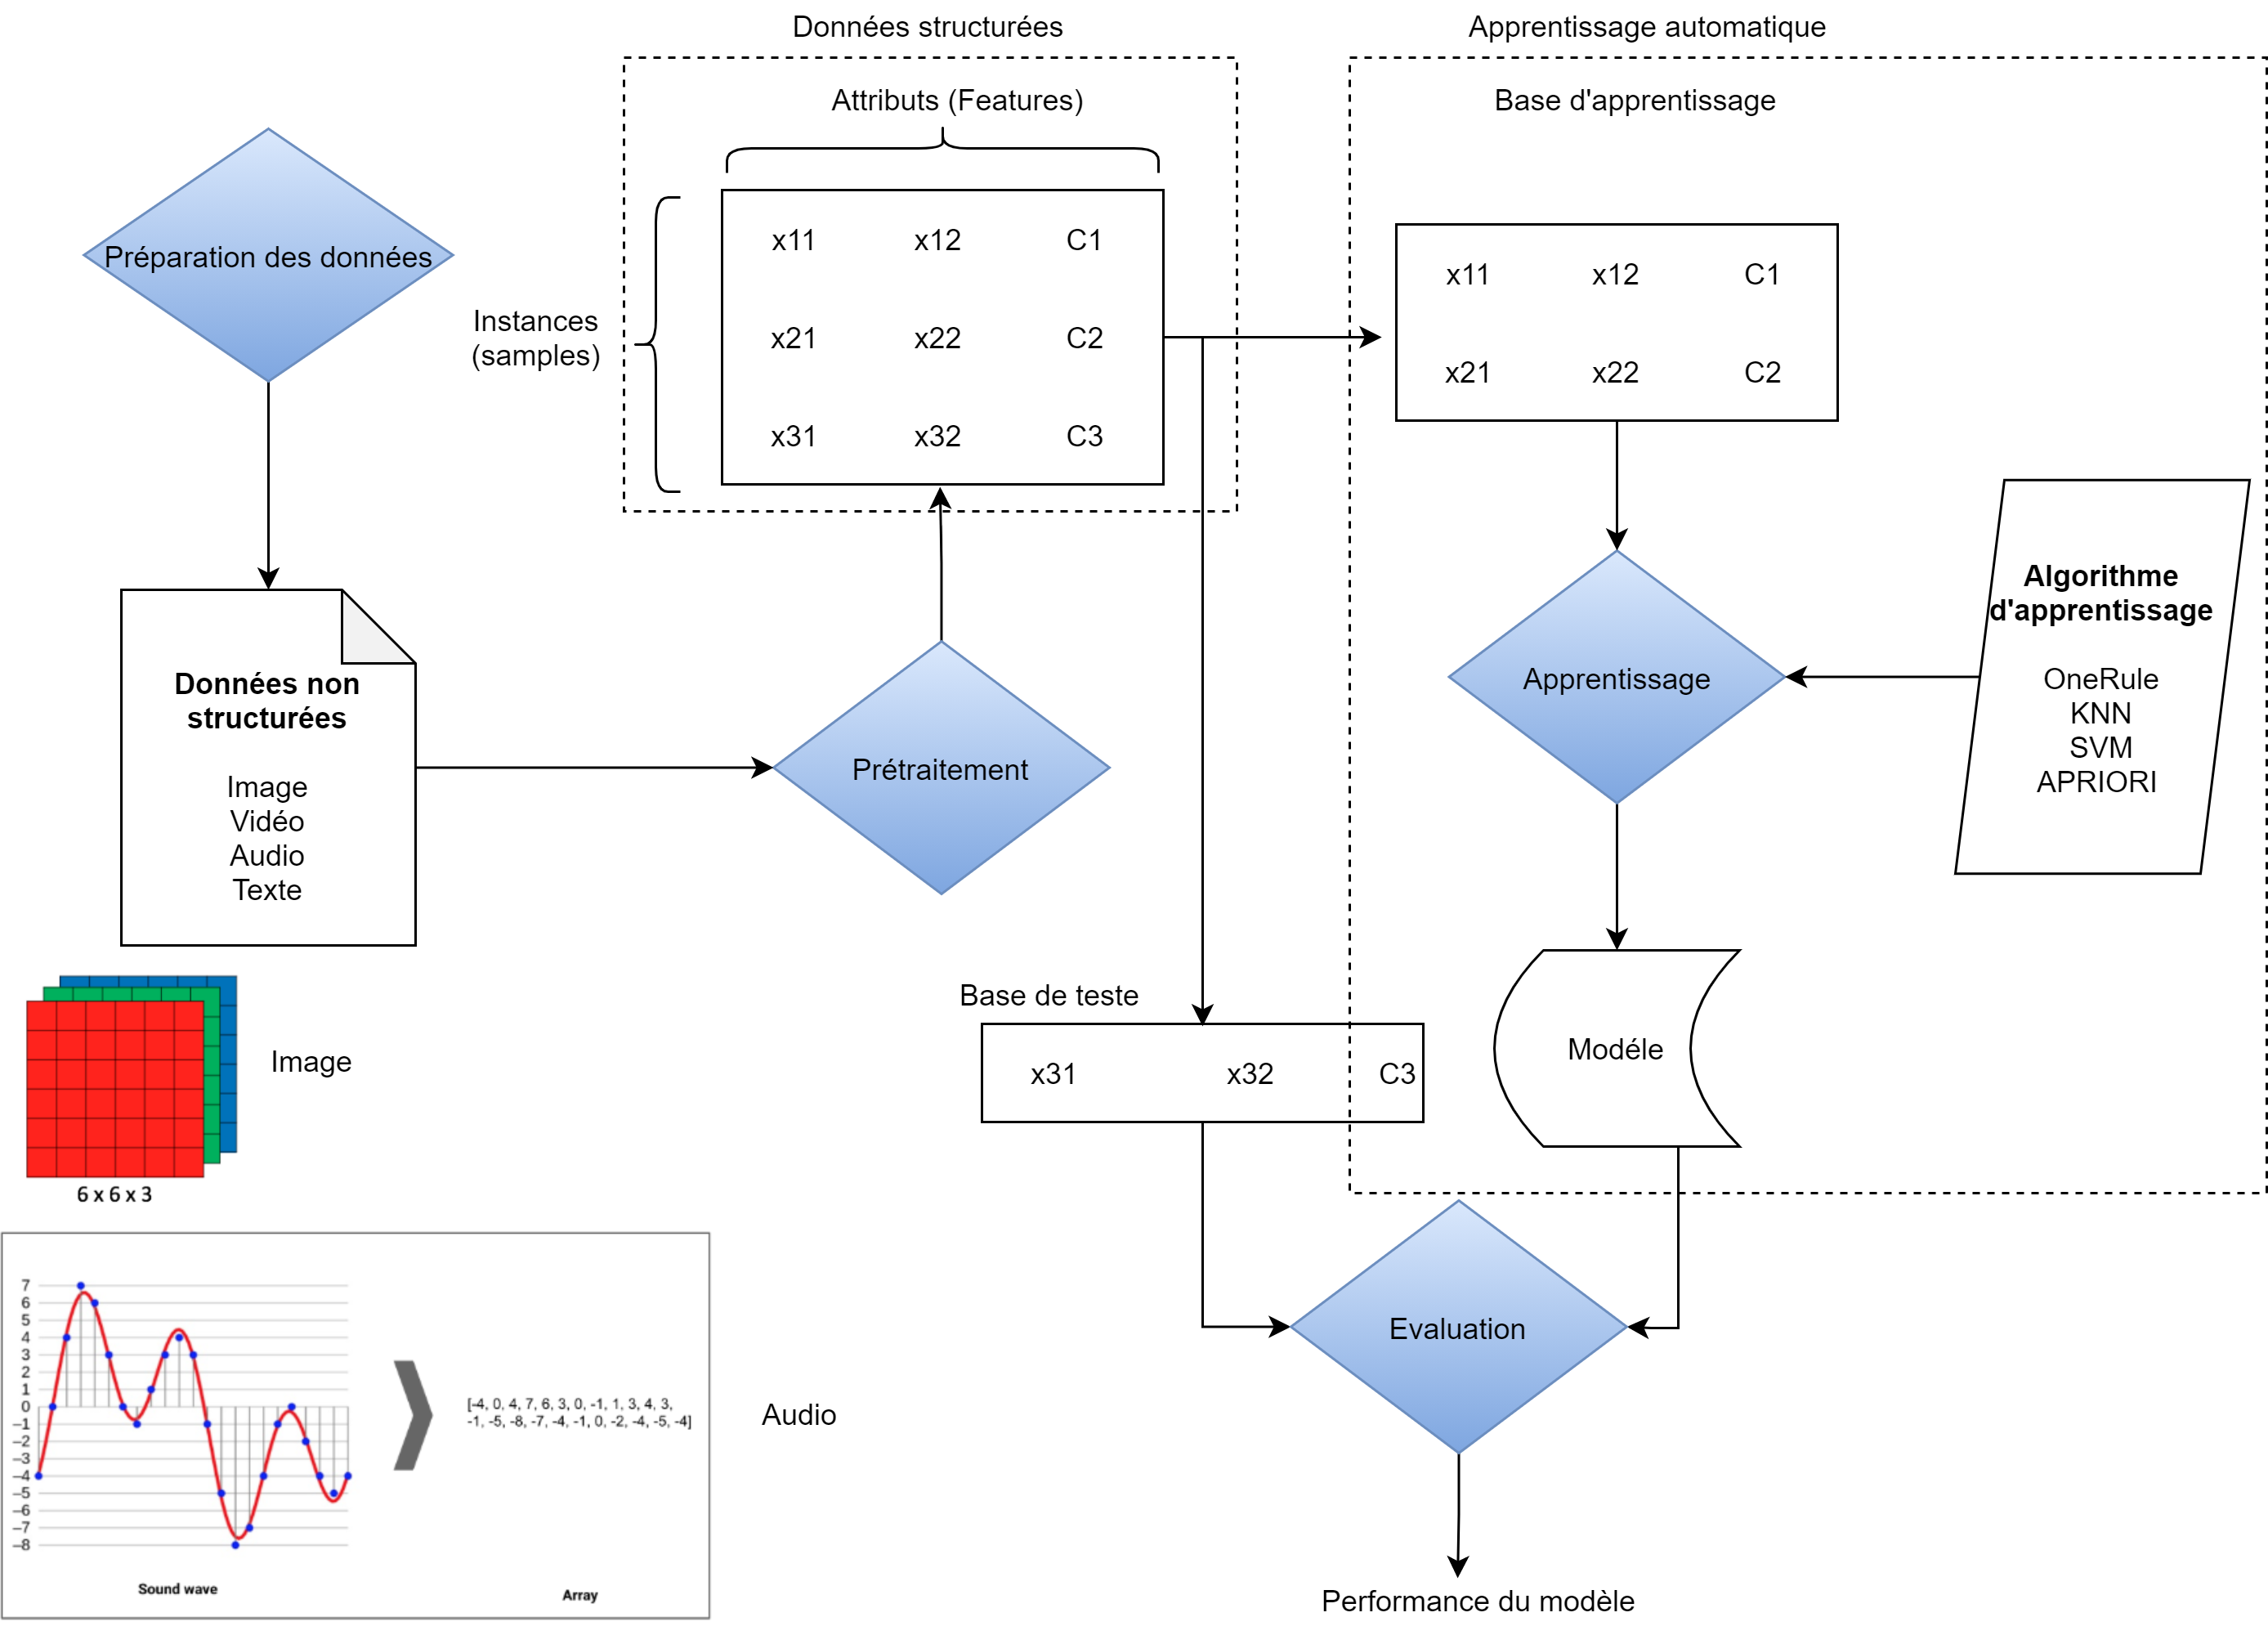 Données structurées
Apprentissage automatique
Attributs (Features)
Base d'apprentissage
Préparation des données
Instances
(samples)
x11 x12 C1
x21 x22 C2
x31 x32 C3
x11 x12 C1
x21 x22 C2
Données non
structurées
Image
Vidéo
Audio
Texte
Prétraitement
Apprentissage
Algorithme
d'apprentissage
OneRule
KNN
SVM
APRIORI
Base de teste
x31 x32 C3
Modéle
Image
6 x 6 x 3
Evaluation
7
6
5
4
3
2
1
0
–1
–2
–3
–4
–5
–6
–7
–8
[-4, 0, 4, 7, 6, 3, 0, -1, 1, 3, 4, 3,
-1, -5, -8, -7, -4, -1, 0, -2, -4, -5, -4]
Sound wave
Array
Audio
Performance du modèle